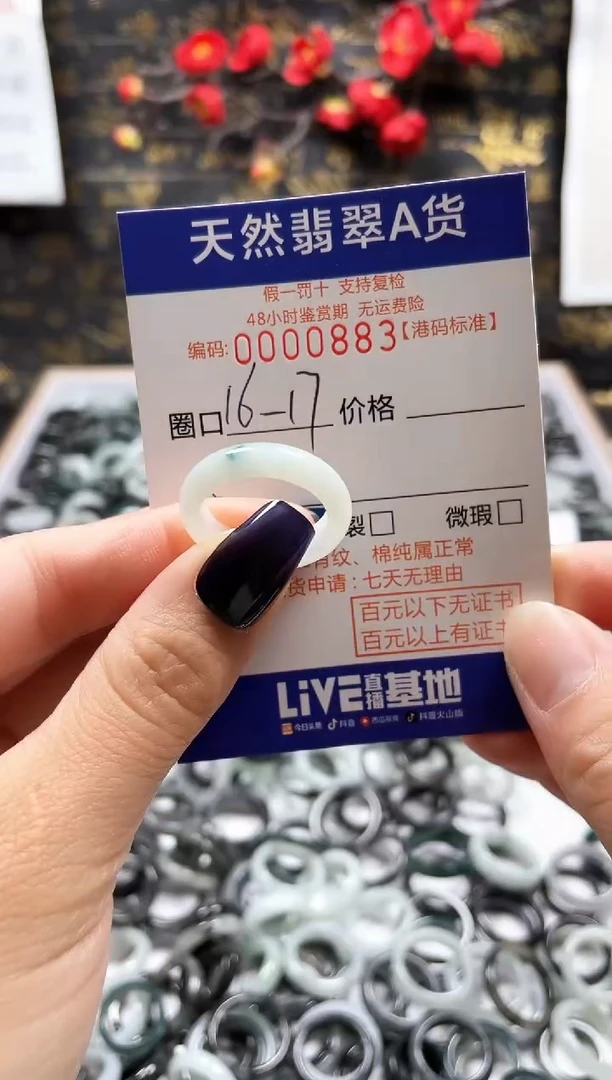 天然翡翠A货
假一罚十 支持复检
48小时鉴赏期 无运费险
编码:0000883【港码标准】
圈口16-17 价格
裂□ 微瑕□
纹、棉纯属正常
货申请:七天无理由
百元以下无证书
百元以上有证书
LiVE直播基地
今日头条 抖音 西瓜视频 抖音火山版